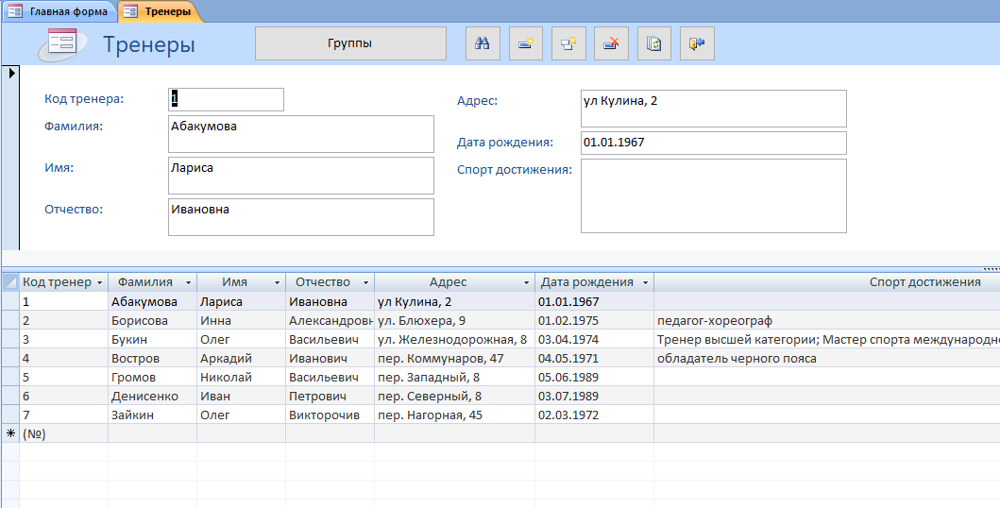 Главная форма Тренеры
Тренеры Группы
Код тренера: 1
Фамилия: Абакумова
Имя: Лариса
Отчество: Ивановна
Адрес: ул Кулина, 2
Дата рождения: 01.01.1967
Спорт достижения:
Код тренер Фамилия Имя Отчество Адрес Дата рождения Спорт достижения
1 Абакумова Лариса Ивановна ул Кулина, 2 01.01.1967
2 Борисова Инна Александровн ул. Блюхера, 9 01.02.1975 педагог-хореограф
3 Букин Олег Васильевич ул. Железнодорожная, 8 03.04.1974 Тренер высшей категории; Мастер спорта международно
4 Востров Аркадий Иванович пер. Коммунаров, 47 04.05.1971 обладатель черного пояса
5 Громов Николай Васильевич пер. Западный, 8 05.06.1989
6 Денисенко Иван Петрович пер. Северный, 8 03.07.1989
7 Зайкин Олег Викторочив пер. Нагорная, 45 02.03.1972
(№)